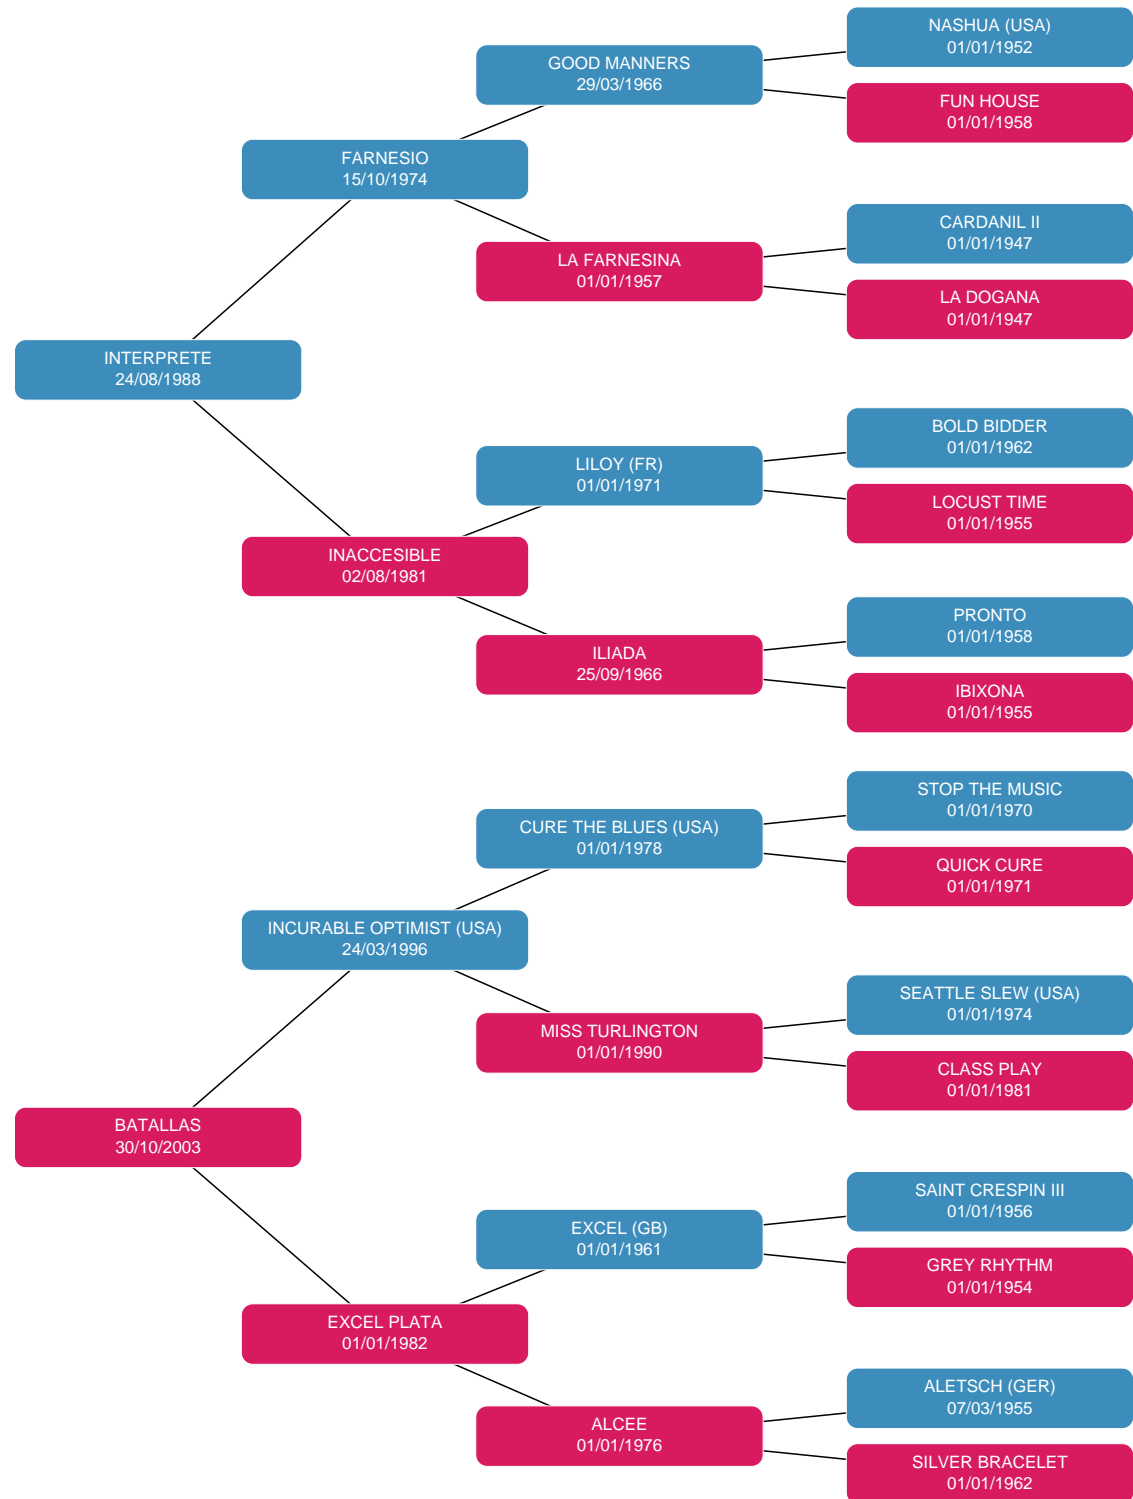 NASHUA (USA)
01/01/1952
GOOD MANNERS
29/03/1966
FUN HOUSE
01/01/1958
FARNESIO
15/10/1974
CARDANIL II
01/01/1947
LA FARNESINA
01/01/1957
LA DOGANA
01/01/1947
INTERPRETE
24/08/1988
BOLD BIDDER
01/01/1962
LILOY (FR)
01/01/1971
LOCUST TIME
01/01/1955
INACCESIBLE
02/08/1981
PRONTO
01/01/1958
ILIADA
25/09/1966
IBIXONA
01/01/1955
STOP THE MUSIC
01/01/1970
CURE THE BLUES (USA)
01/01/1978
QUICK CURE
01/01/1971
INCURABLE OPTIMIST (USA)
24/03/1996
SEATTLE SLEW (USA)
01/01/1974
MISS TURLINGTON
01/01/1990
CLASS PLAY
01/01/1981
BATALLAS
30/10/2003
SAINT CRESPIN III
01/01/1956
EXCEL (GB)
01/01/1961
GREY RHYTHM
01/01/1954
EXCEL PLATA
01/01/1982
ALETSCH (GER)
07/03/1955
ALCEE
01/01/1976
SILVER BRACELET
01/01/1962